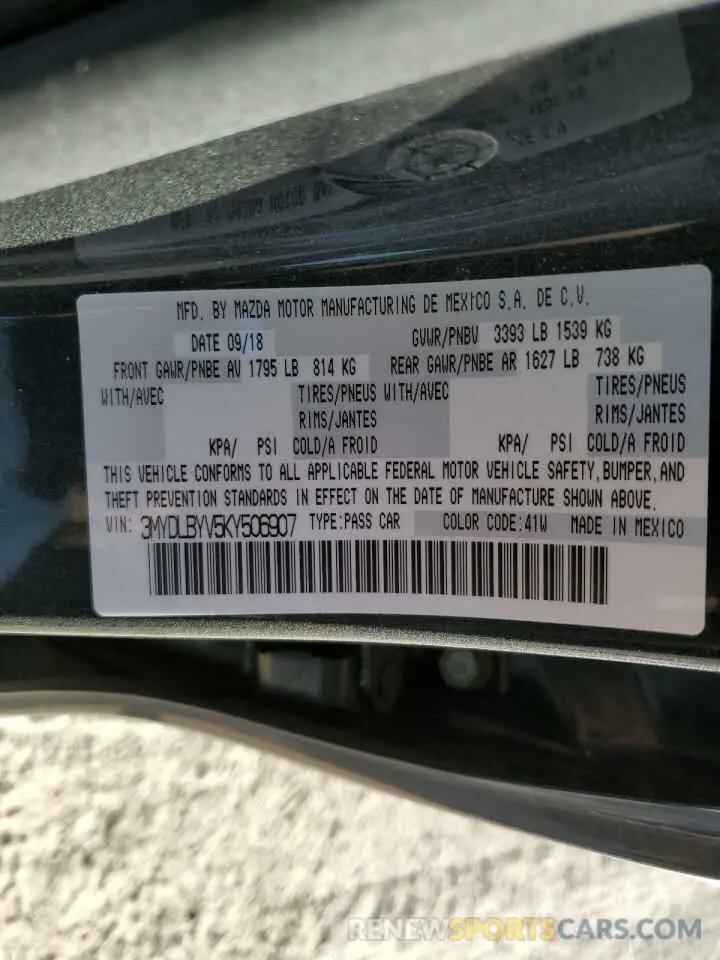 MFD. BY MAZDA MOTOR MANUFACTURING DE MEXICO S.A. DE C.V.
DATE 09/18 GVWR/PNBV 3393 LB 1539 KG
FRONT GAWR/PNBE AV 1795 LB 814 KG REAR GAWR/PNBE AR 1627 LB 738 KG
WITH/AVEC TIRES/PNEUS WITH/AVEC TIRES/PNEUS
RIMS/JANTES RIMS/JANTES
KPA/ PSI COLD/A FROID KPA/ PSI COLD/A FROID
THIS VEHICLE CONFORMS TO ALL APPLICABLE FEDERAL MOTOR VEHICLE SAFETY, BUMPER, AND
THEFT PREVENTION STANDARDS IN EFFECT ON THE DATE OF MANUFACTURE SHOWN ABOVE.
VIN: 3MYDLBYV5KY506907 TYPE:PASS CAR COLOR CODE:41W MADE IN MEXICO
RENEWSPORTSCARS.COM